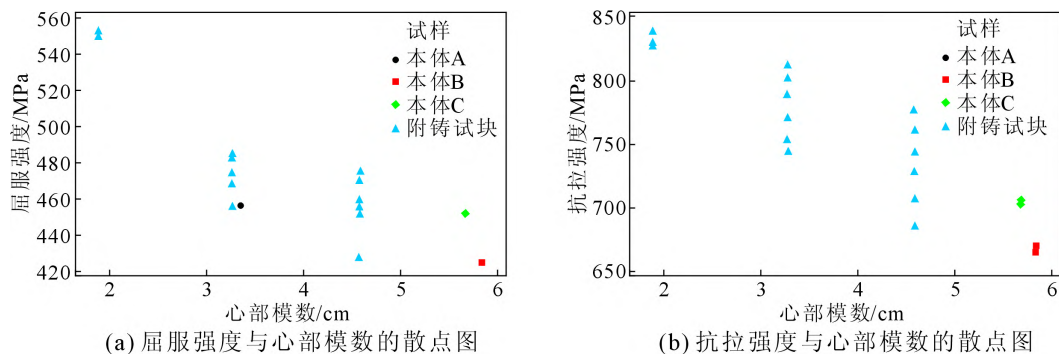 560
540
520
480
460
440
420
屈服强度/MPa
试样
本体A
本体B
本体C
附铸试块
2
3
4
5
6
心部模数/cm
(a) 屈服强度与心部模数的散点图
850
800
750
700
650
抗拉强度/MPa
试样
本体A
本体B
本体C
附铸试块
2
3
4
5
6
心部模数/cm
(b) 抗拉强度与心部模数的散点图